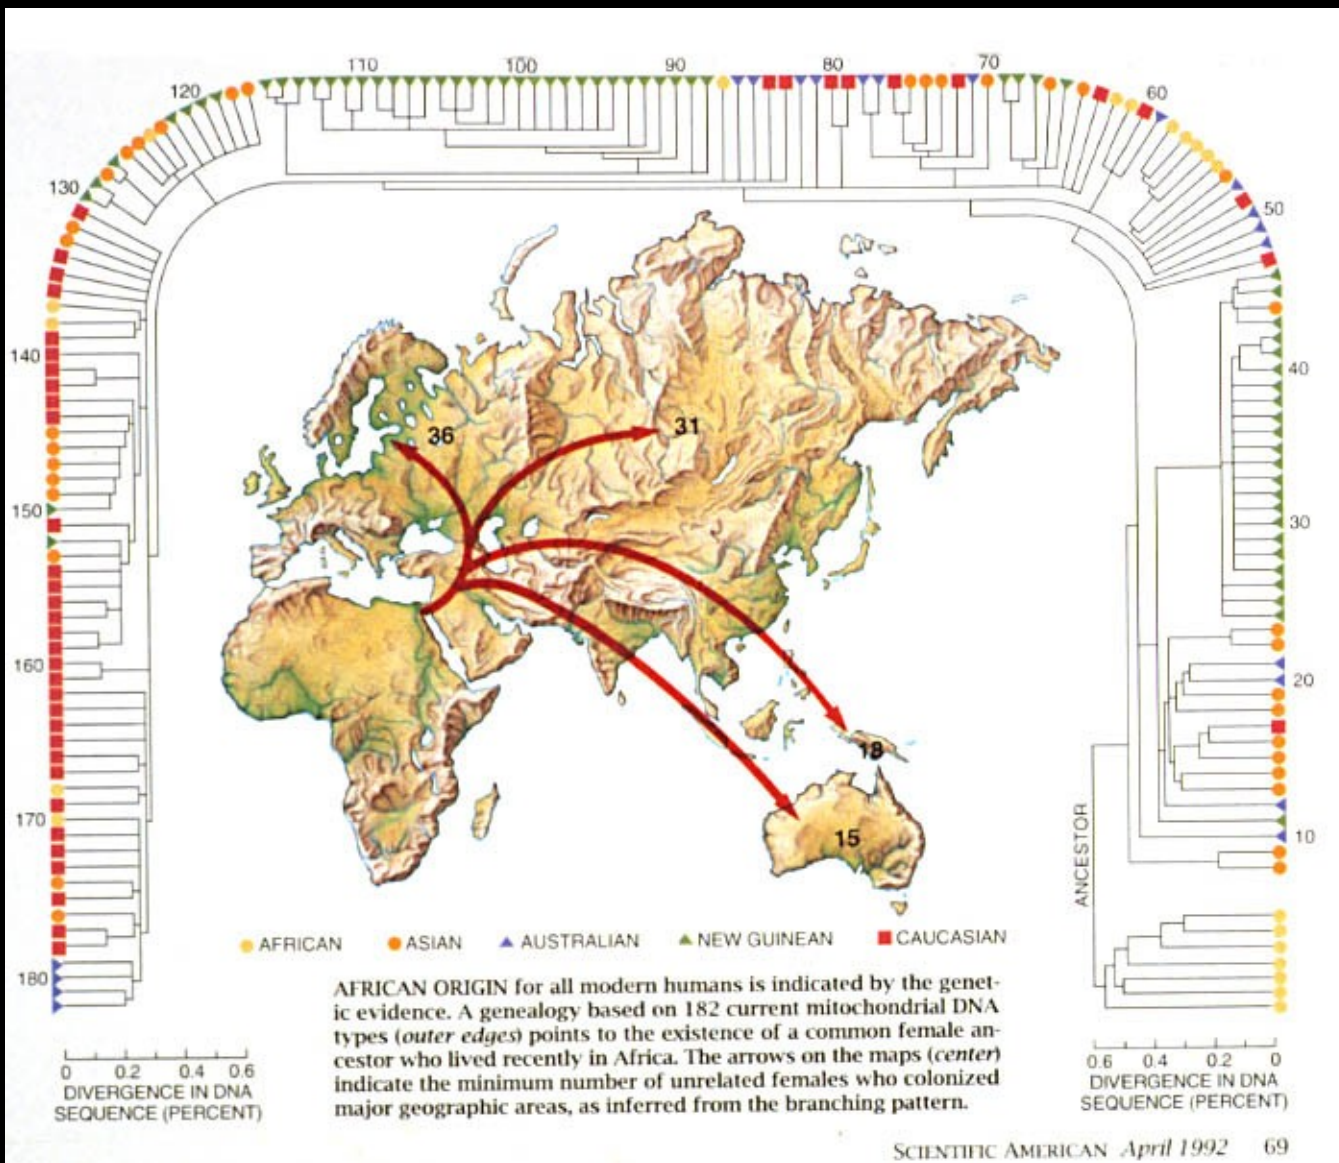 110
100
90
80
70
120
60
130
50
140
40
150
30
160
20
170
10
180
36
31
18
15
ANCESTOR
AFRICAN
ASIAN
AUSTRALIAN
NEW GUINEAN
CAUCASIAN
AFRICAN ORIGIN for all modern humans is indicated by the genet-
ic evidence. A genealogy based on 182 current mitochondrial DNA
types (outer edges) points to the existence of a common female an-
cestor who lived recently in Africa. The arrows on the maps (center)
indicate the minimum number of unrelated females who colonized
major geographic areas, as inferred from the branching pattern.
0 0.2 0.4 0.6
DIVERGENCE IN DNA
SEQUENCE (PERCENT)
0.6 0.4 0.2 0
DIVERGENCE IN DNA
SEQUENCE (PERCENT)
SCIENTIFIC AMERICAN April 1992 69